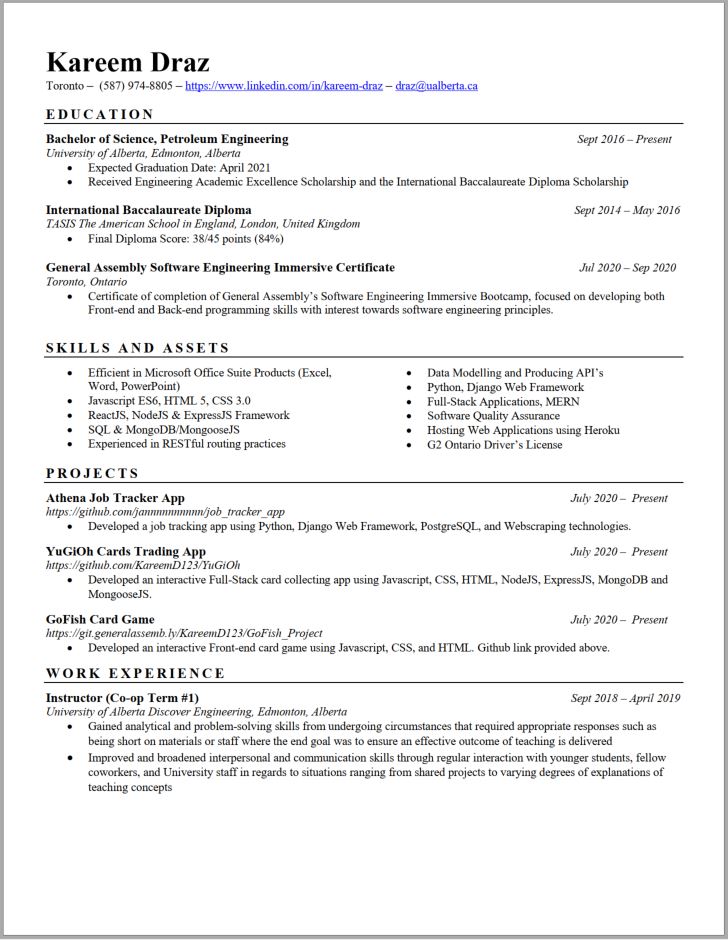 Kareem Draz
Toronto – (587) 974-8805 – https://www.linkedin.com/in/kareem-draz – draz@ualberta.ca
EDUCATION
Bachelor of Science, Petroleum Engineering Sept 2016 – Present
University of Alberta, Edmonton, Alberta
• Expected Graduation Date: April 2021
• Received Engineering Academic Excellence Scholarship and the International Baccalaureate Diploma Scholarship
International Baccalaureate Diploma Sept 2014 – May 2016
TASIS The American School in England, London, United Kingdom
• Final Diploma Score: 38/45 points (84%)
General Assembly Software Engineering Immersive Certificate Jul 2020 – Sep 2020
Toronto, Ontario
• Certificate of completion of General Assembly's Software Engineering Immersive Bootcamp, focused on developing both
Front-end and Back-end programming skills with interest towards software engineering principles.
SKILLS AND ASSETS
• Efficient in Microsoft Office Suite Products (Excel,
Word, PowerPoint)
• Javascript ES6, HTML 5, CSS 3.0
• ReactJS, NodeJS & ExpressJS Framework
• SQL & MongoDB/MongooseJS
• Experienced in RESTful routing practices
• Data Modelling and Producing API's
• Python, Django Web Framework
• Full-Stack Applications, MERN
• Software Quality Assurance
• Hosting Web Applications using Heroku
• G2 Ontario Driver's License
PROJECTS
Athena Job Tracker App July 2020 – Present
https://github.com/jannnnnnnnnn/job_tracker_app
• Developed a job tracking app using Python, Django Web Framework, PostgreSQL, and Webscraping technologies.
YuGiOh Cards Trading App July 2020 – Present
https://github.com/KareemD123/YuGiOh
• Developed an interactive Full-Stack card collecting app using Javascript, CSS, HTML, NodeJS, ExpressJS, MongoDB and
MongooseJS.
GoFish Card Game July 2020 – Present
https://git.generalassemb.ly/KareemD123/GoFish_Project
• Developed an interactive Front-end card game using Javascript, CSS, and HTML. Github link provided above.
WORK EXPERIENCE
Instructor (Co-op Term #1) Sept 2018 – April 2019
University of Alberta Discover Engineering, Edmonton, Alberta
• Gained analytical and problem-solving skills from undergoing circumstances that required appropriate responses such as
being short on materials or staff where the end goal was to ensure an effective outcome of teaching is delivered
• Improved and broadened interpersonal and communication skills through regular interaction with younger students, fellow
coworkers, and University staff in regards to situations ranging from shared projects to varying degrees of explanations of
teaching concepts